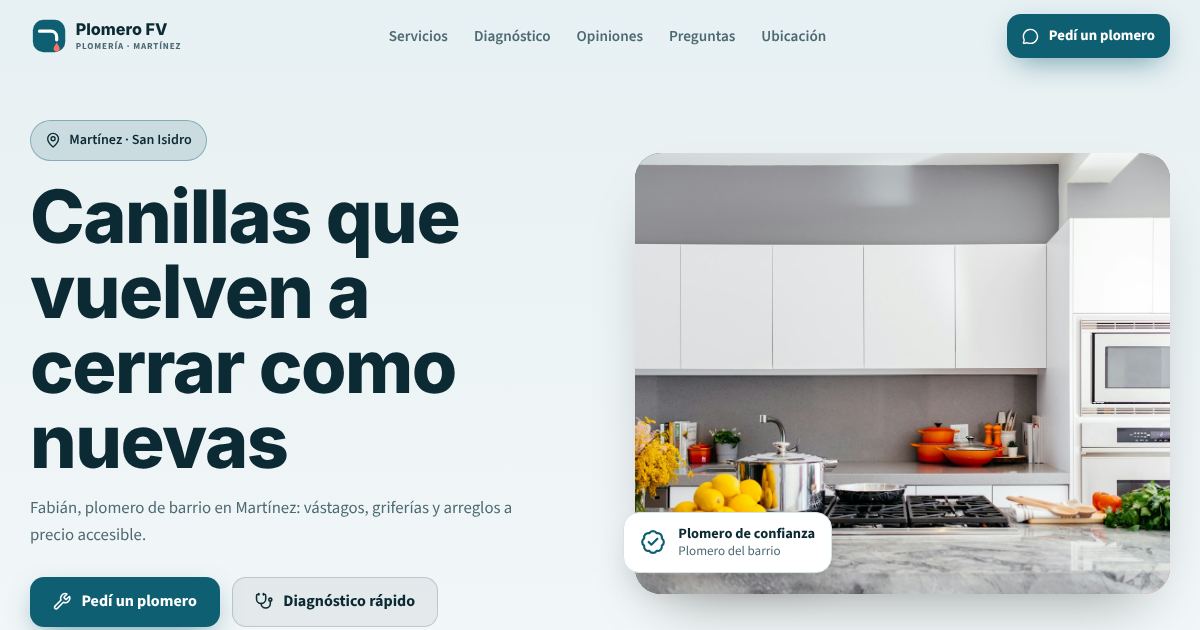 Plomero FV
PLOMERÍA · MARTÍNEZ
Servicios
Diagnóstico
Opiniones
Preguntas
Ubicación
Pedí un plomero
Martínez · San Isidro
Canillas que
vuelven a
cerrar como
nuevas
Fabián, plomero de barrio en Martínez: vástagos, griferías y arreglos a
precio accesible.
Pedí un plomero
Diagnóstico rápido
Plomero de confianza
Plomero del barrio